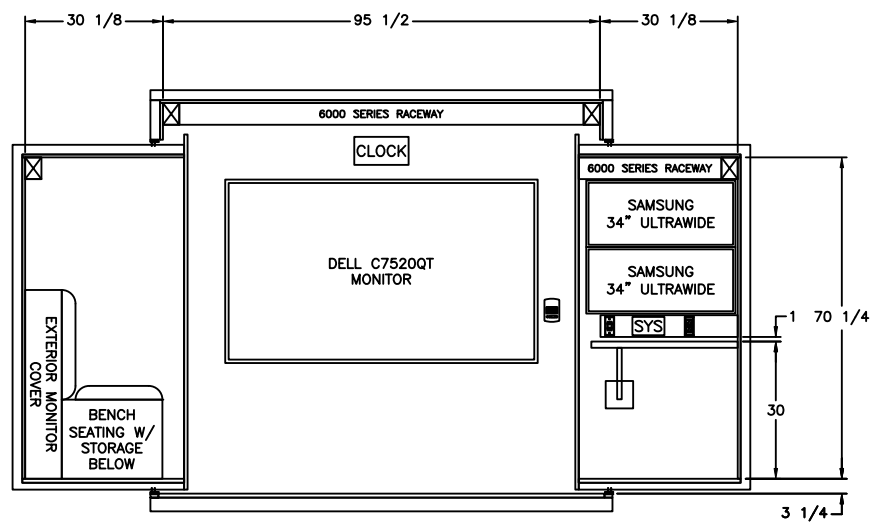 30 1/8
95 1/2
30 1/8
6000 SERIES RACEWAY
CLOCK
6000 SERIES RACEWAY
SAMSUNG
34” ULTRAWIDE
DELL C7520QT
MONITOR
SAMSUNG
34” ULTRAWIDE
SYS
1
70 1/4
EXTERIOR MONITOR
COVER
BENCH
SEATING W/
STORAGE
BELOW
30
3 1/4